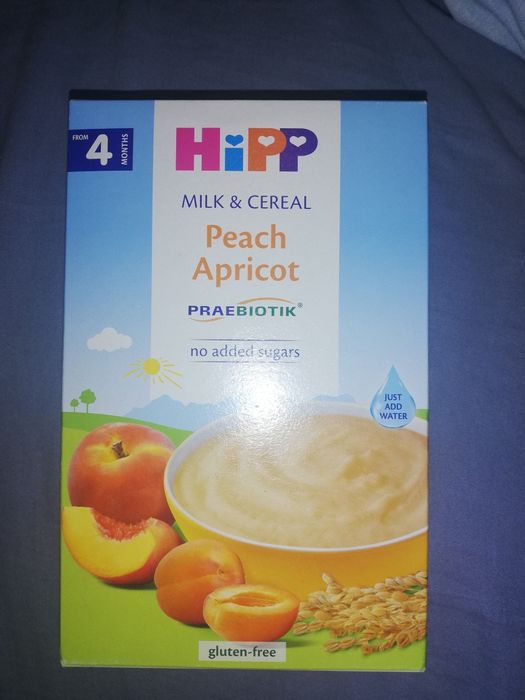 FROM
4
MONTHS
HiPP
MILK & CEREAL
Peach
Apricot
PRAEBIOTIK®
no added sugars
JUST
ADD
WATER
gluten-free